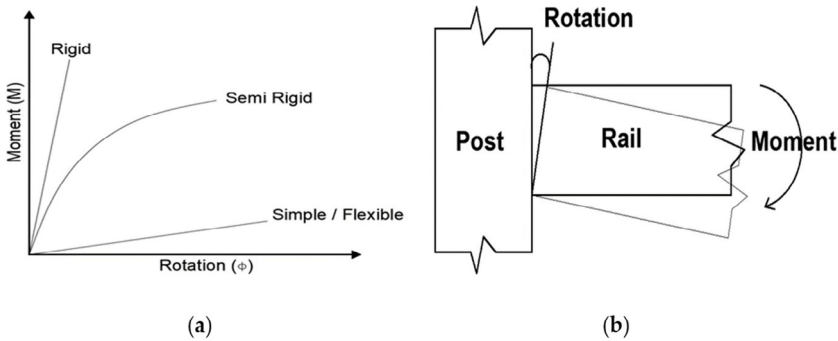 Rigid
Semi Rigid
Simple / Flexible
Moment (M)
Rotation (ϕ)
(a)
Rotation
Post
Rail
Moment
(b)